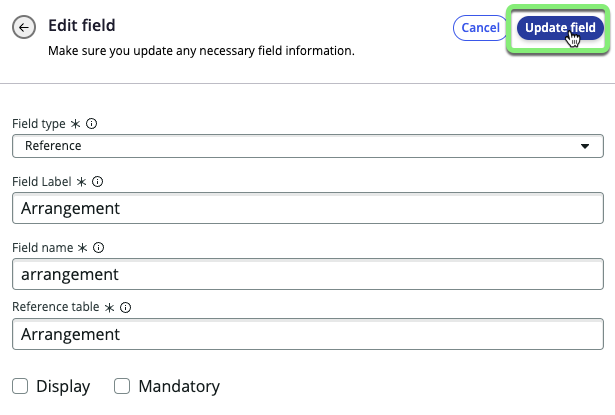 Edit field
Cancel
Update field
Make sure you update any necessary field information.
Field type *
Reference
Field Label *
Arrangement
Field name *
arrangement
Reference table *
Arrangement
Display
Mandatory